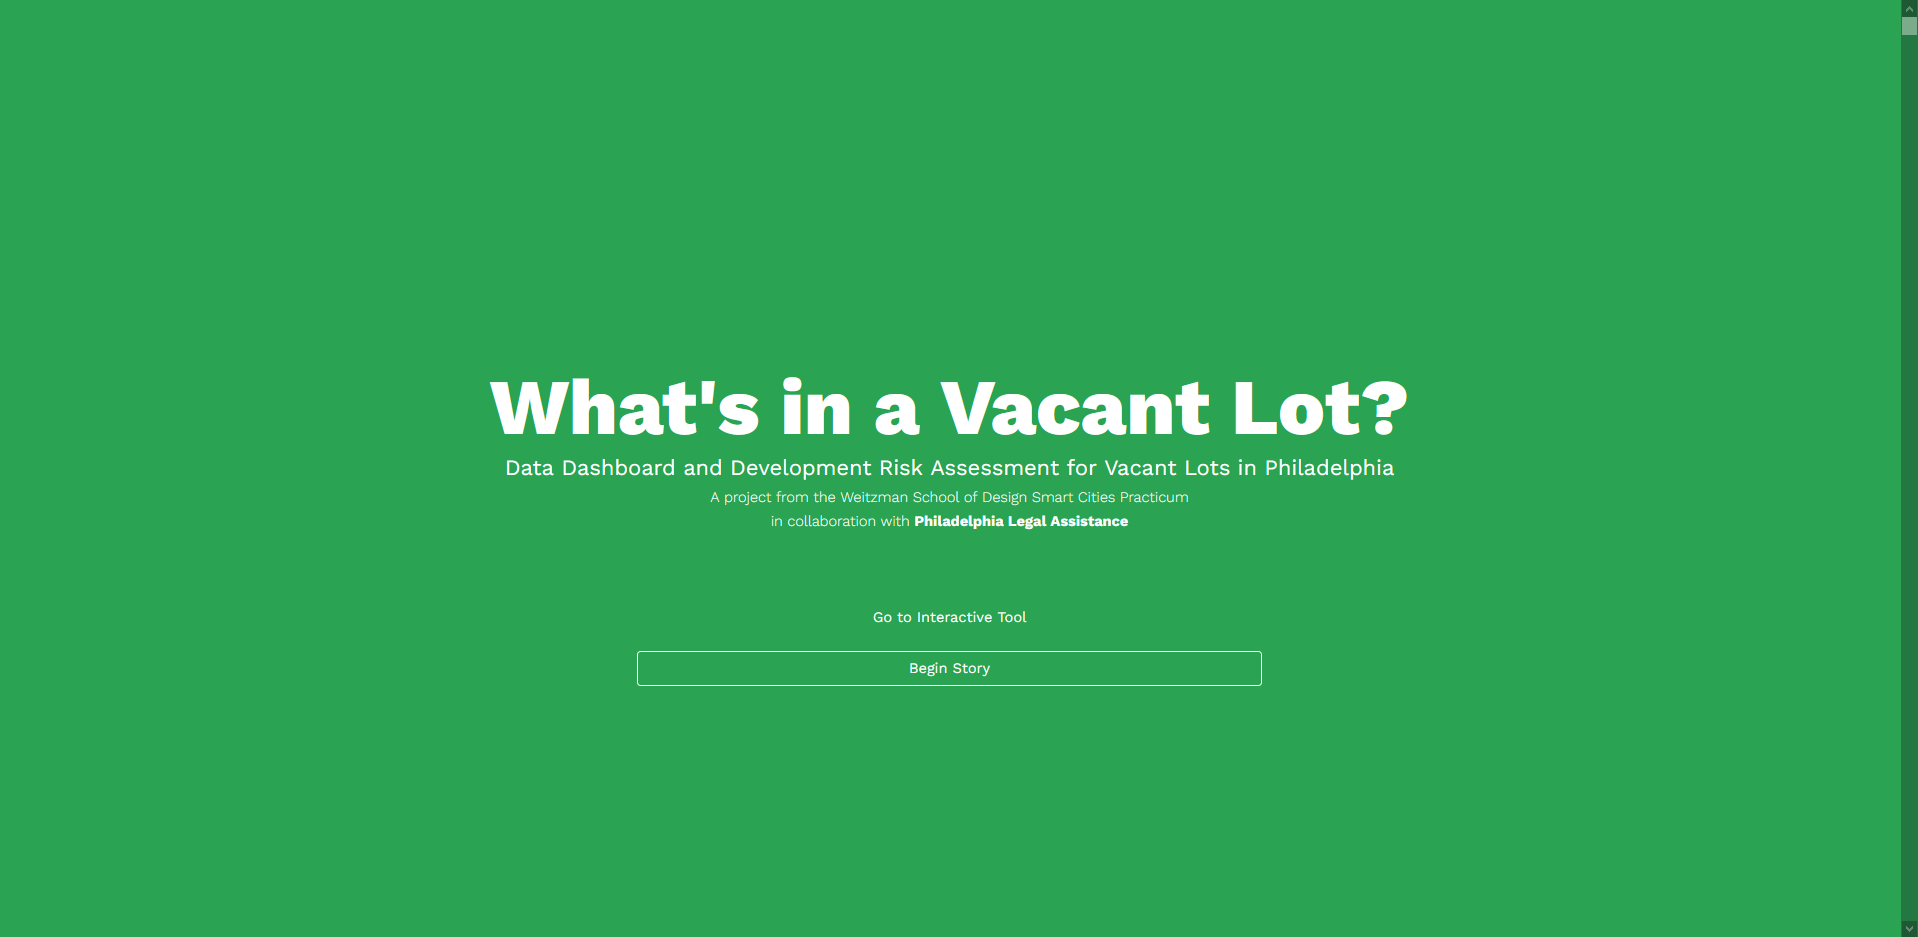 What's in a Vacant Lot?
Data Dashboard and Development Risk Assessment for Vacant Lots in Philadelphia
A project from the Weitzman School of Design Smart Cities Practicum
in collaboration with Philadelphia Legal Assistance
Go to Interactive Tool
Begin Story